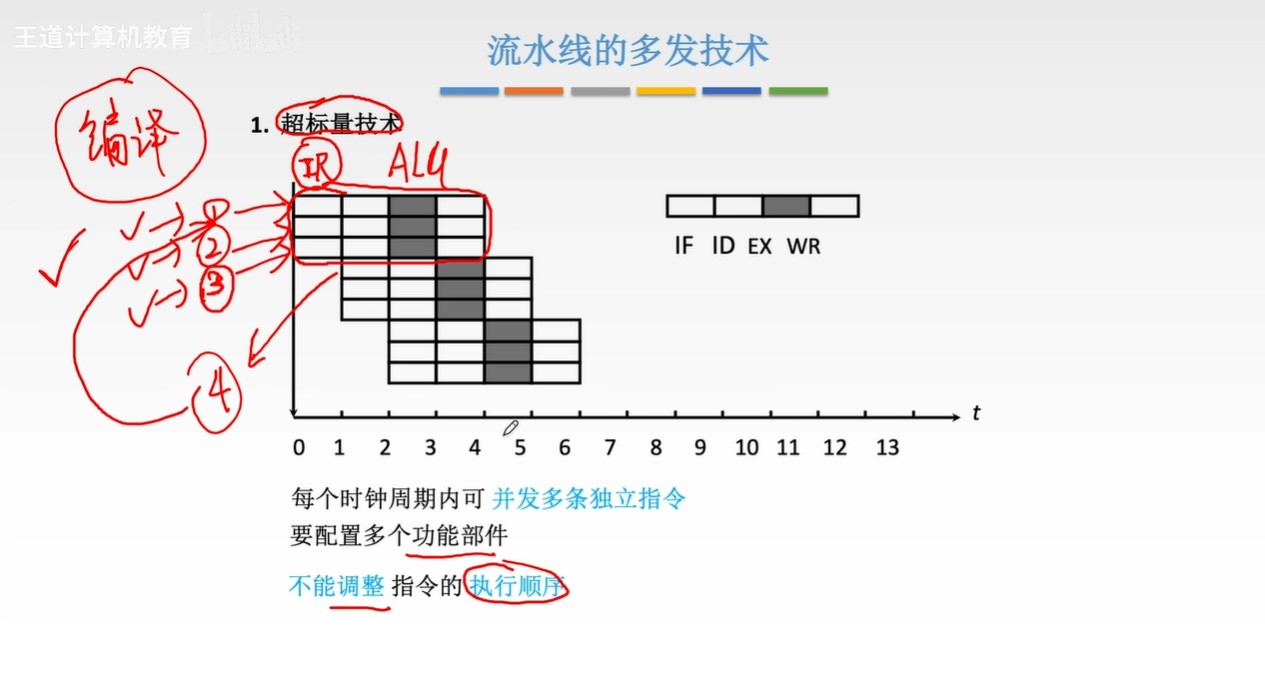 王道计算机教育
流水线的多发技术
编译
1. 超标量技术
IR ALU
①
②
③
④
IF ID EX WR
t
0 1 2 3 4 5 6 7 8 9 10 11 12 13
每个时钟周期内可 并发多条独立指令
要配置多个功能部件
不能调整 指令的 执行顺序